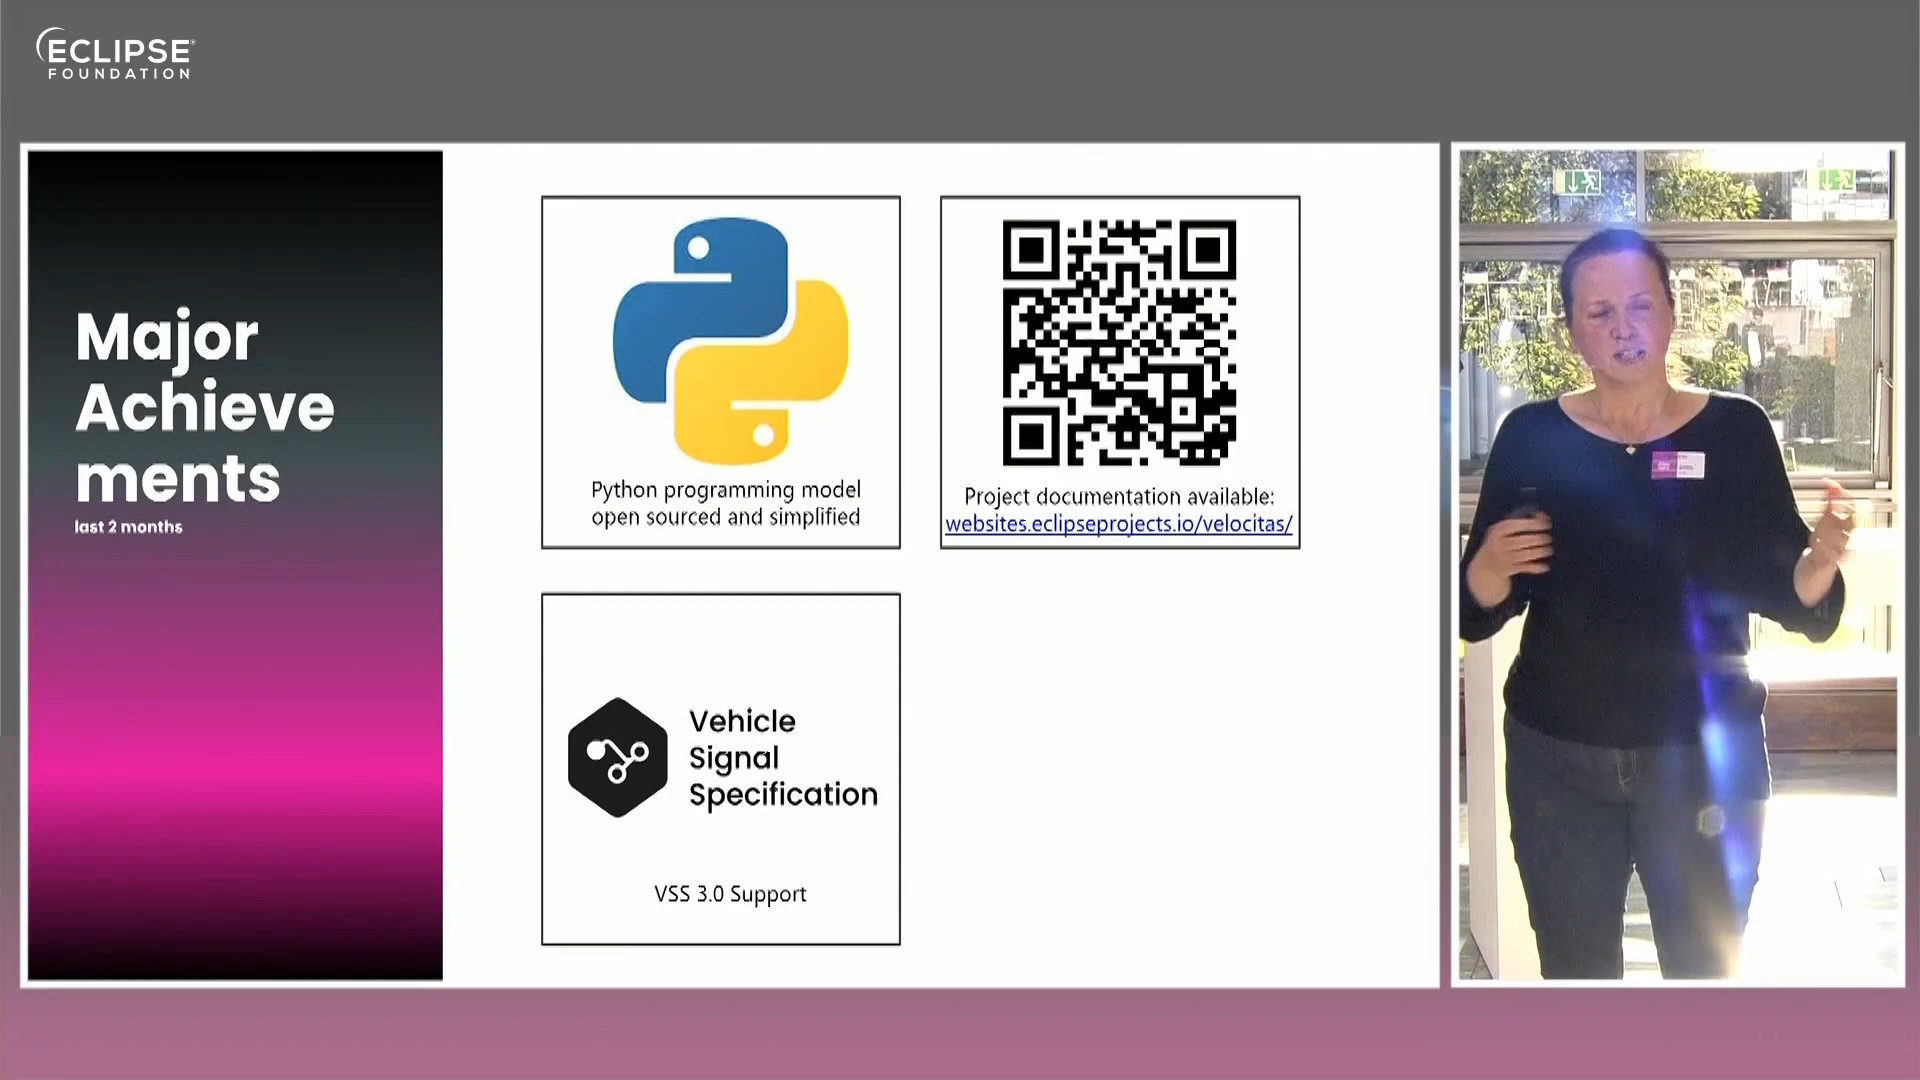 ECLIPSE
FOUNDATION
Major
Achieve
ments
last 2 months
Python programming model
open sourced and simplified
Project documentation available:
websites.eclipseprojects.io/velocitas/
Vehicle
Signal
Specification
VSS 3.0 Support